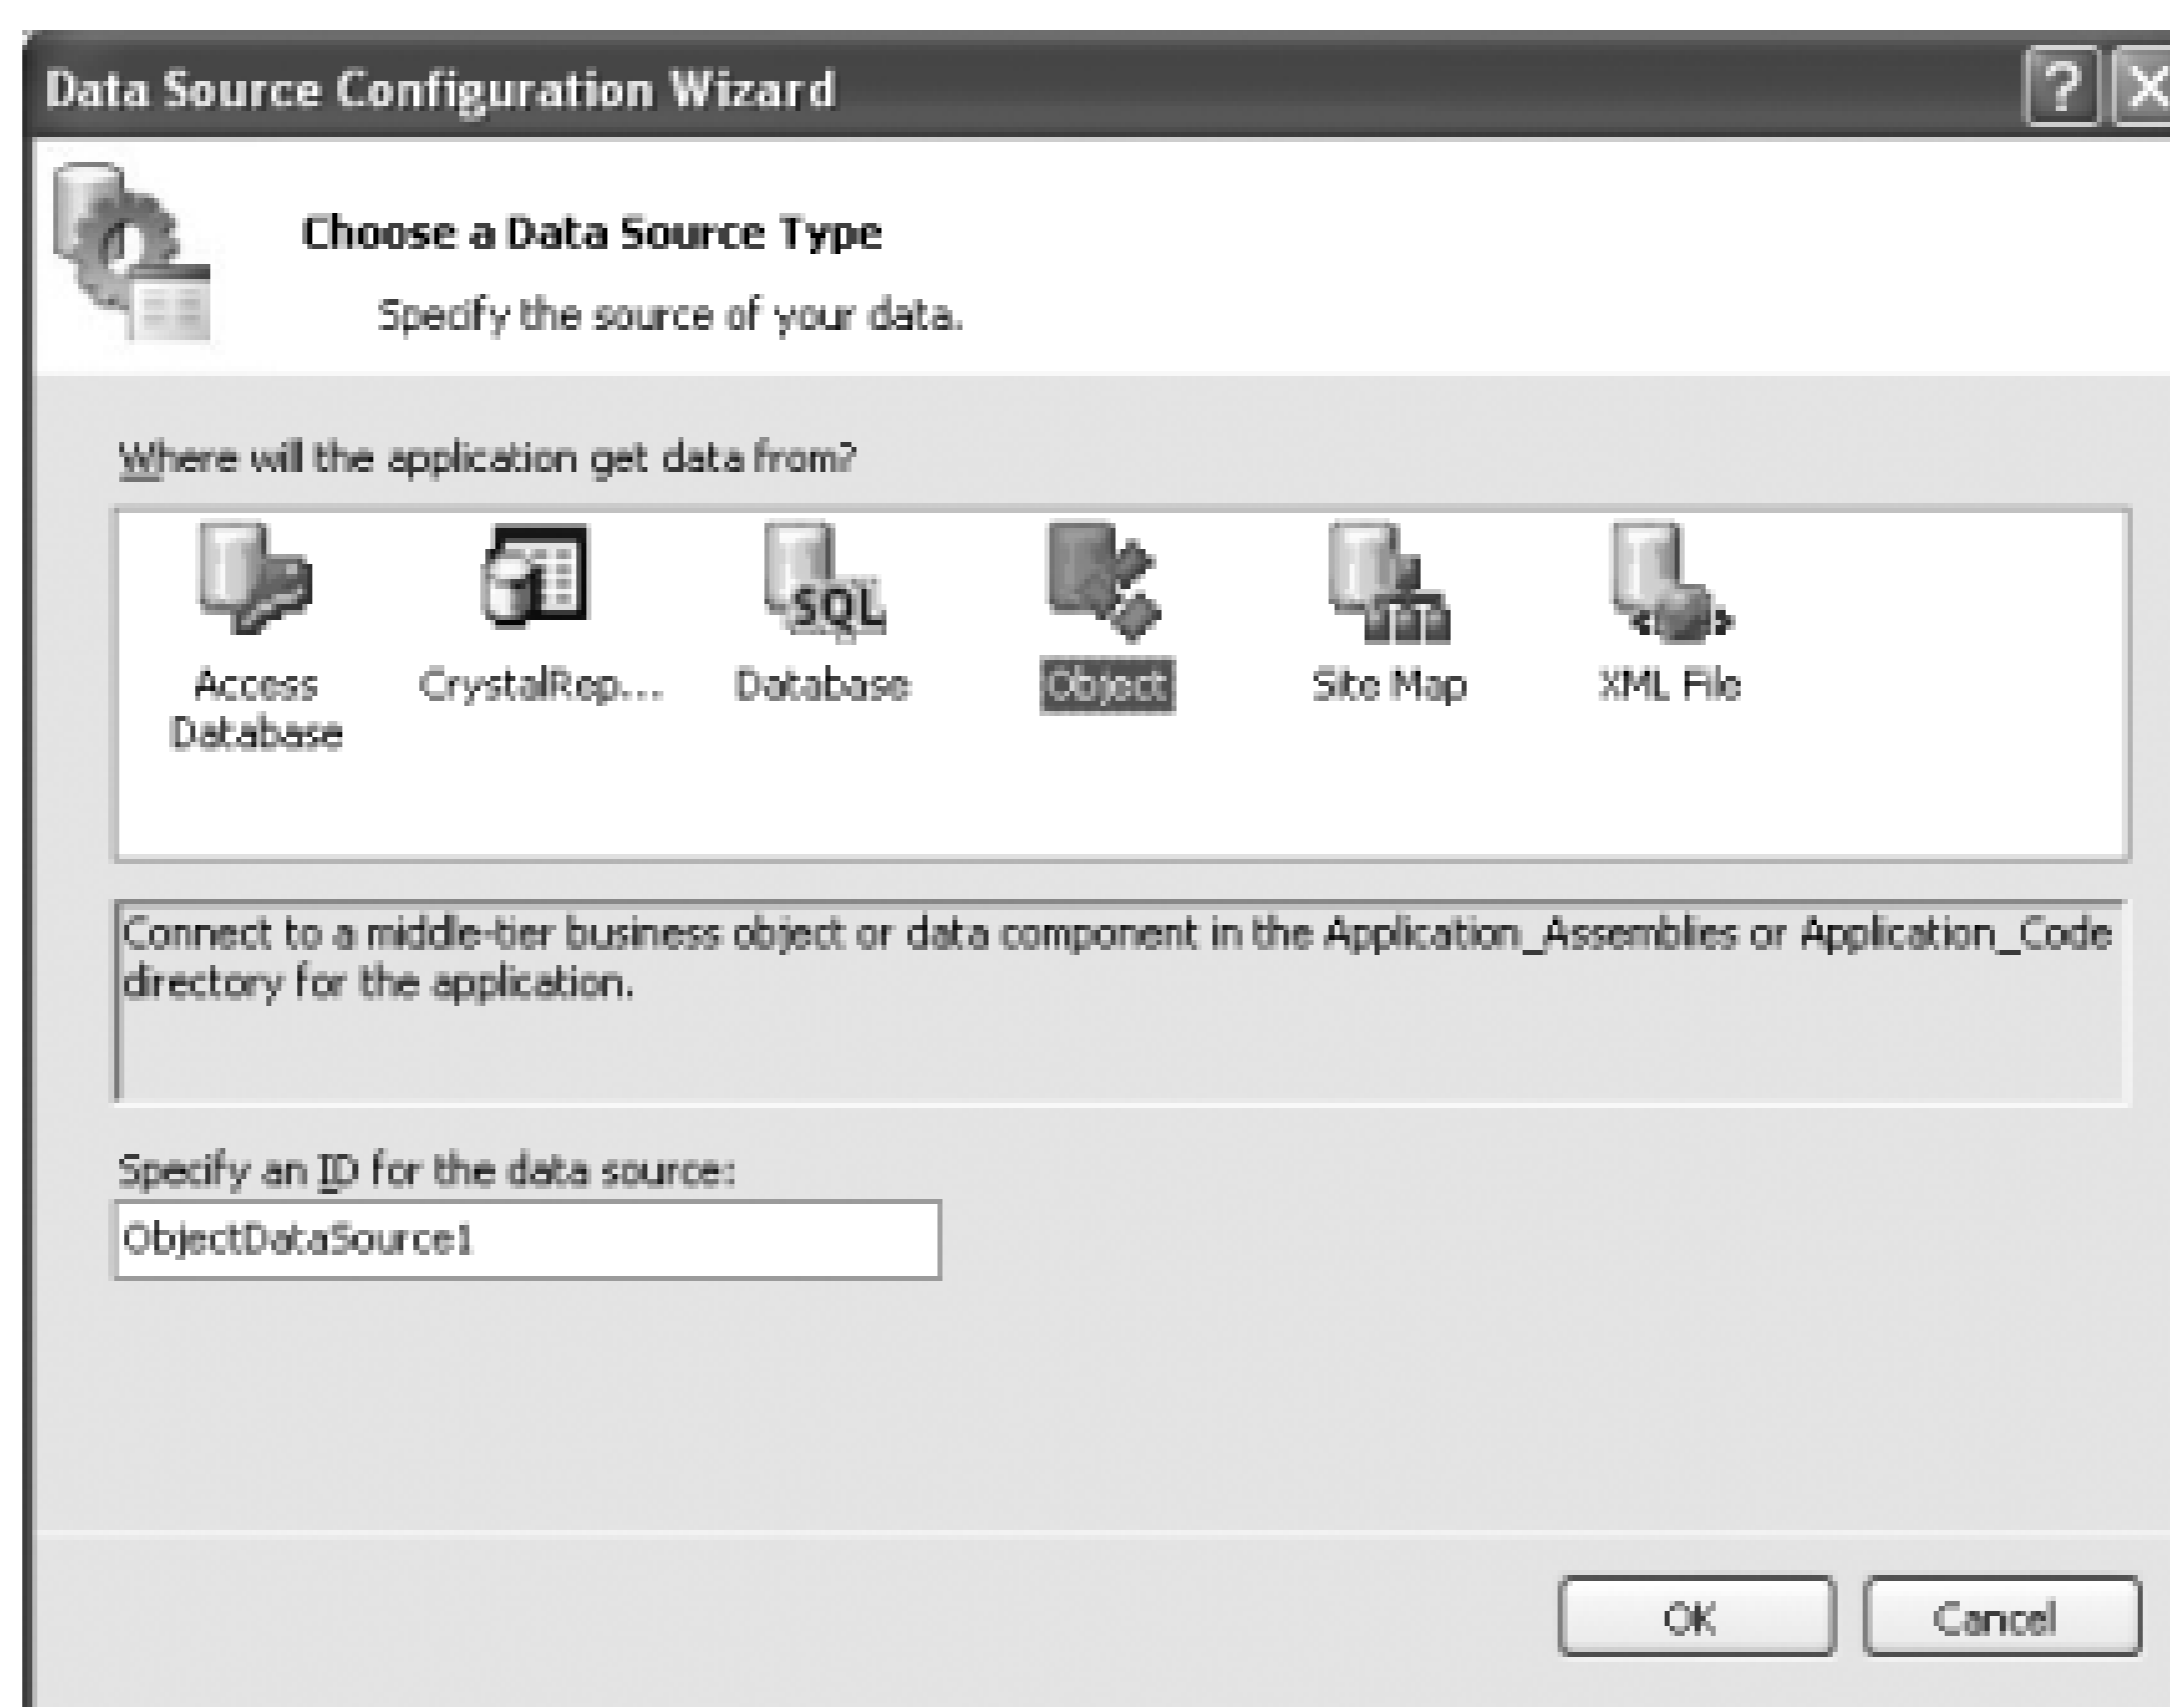 Data Source Configuration Wizard
Choose a Data Source Type
Specify the source of your data.
Where will the application get data from?
SQL
Access Database
CrystalRep...
Database
Object
Site Map
XML File
Connect to a middle-tier business object or data component in the Application_Assemblies or Application_Code
directory for the application.
Specify an ID for the data source:
ObjectDataSource1
OK
Cancel